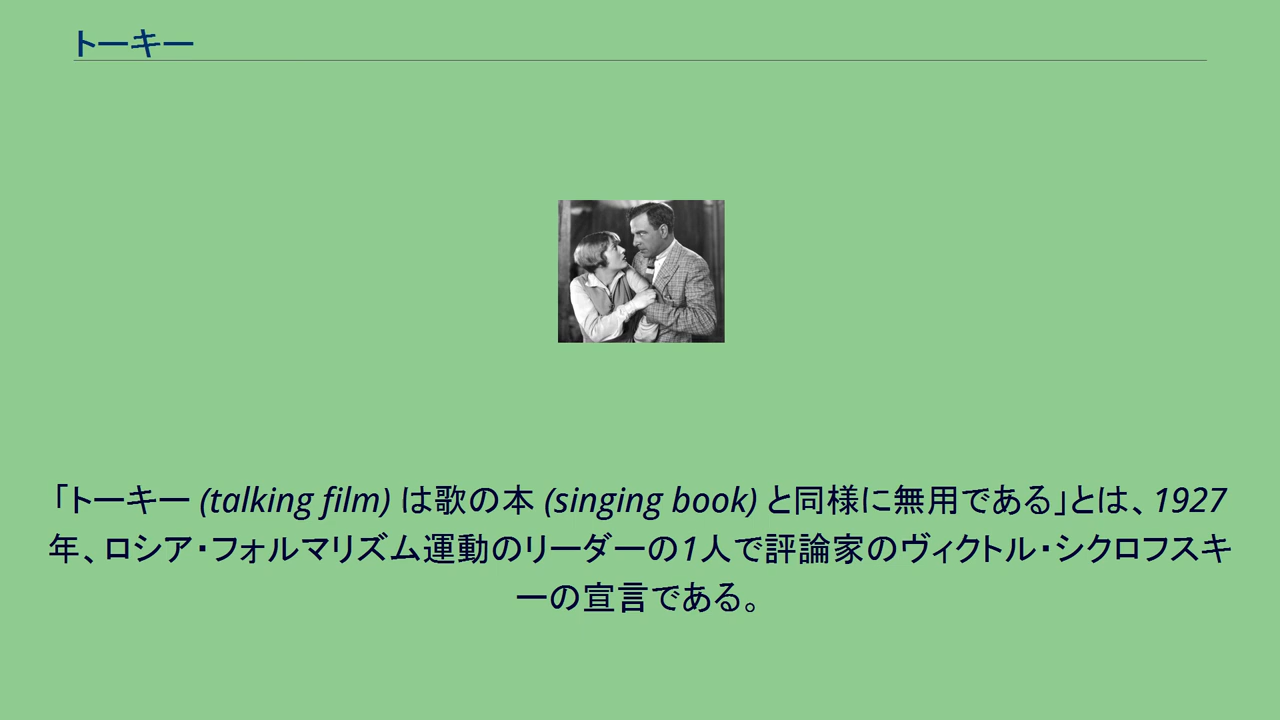 トーキー
「トーキー (talking film) は歌の本 (singing book) と同様に無用である」とは、1927
年、ロシア・フォルマリズム運動のリーダーの1人で評論家のヴィクトル・シクロフスキ
ーの宣言である。